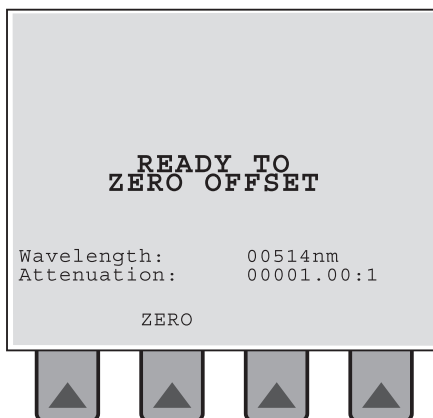 READY TO
ZERO OFFSET
Wavelength: 00514nm
Attenuation: 00001.00:1
ZERO